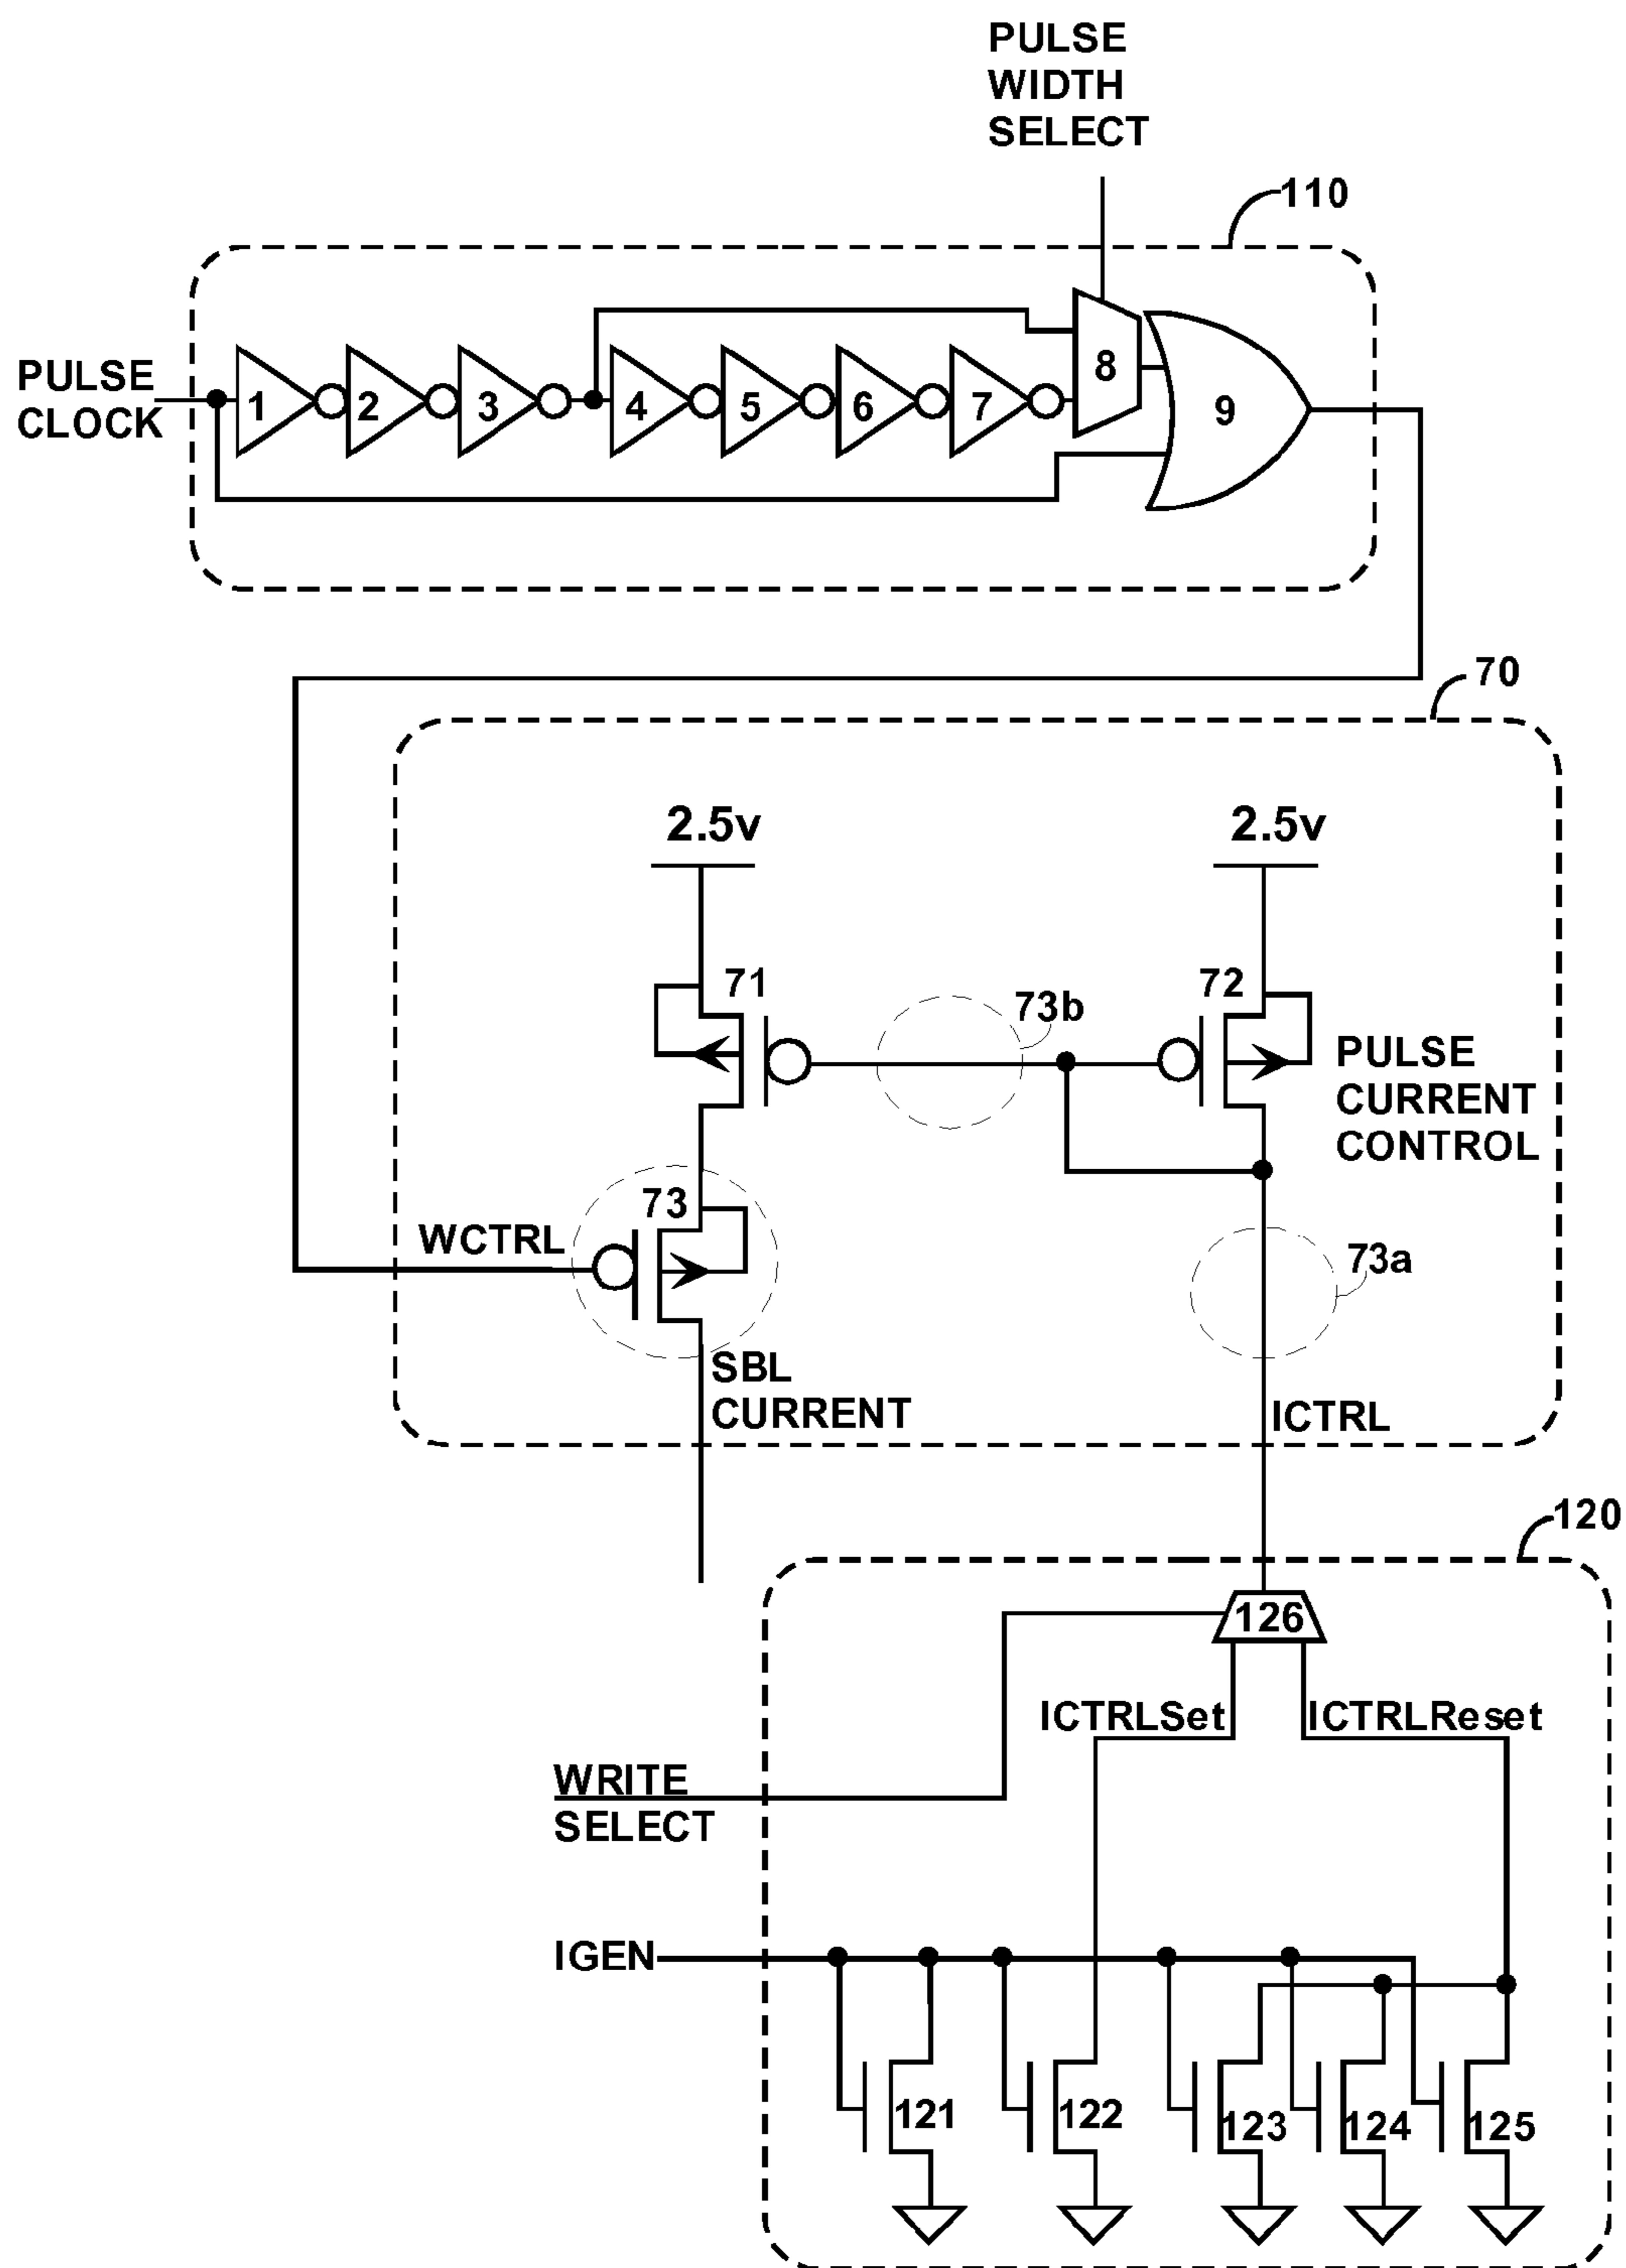 PULSE
WIDTH
SELECT
110
PULSE
CLOCK
1 2 3 4 5 6 7 8 9
70
2.5v 2.5v
71 73b 72
PULSE
CURRENT
CONTROL
73
WCTRL
73a
SBL
CURRENT
ICTRL
120
126
ICTRLSet ICTRLReset
WRITE
SELECT
IGEN
121 122 123 124 125